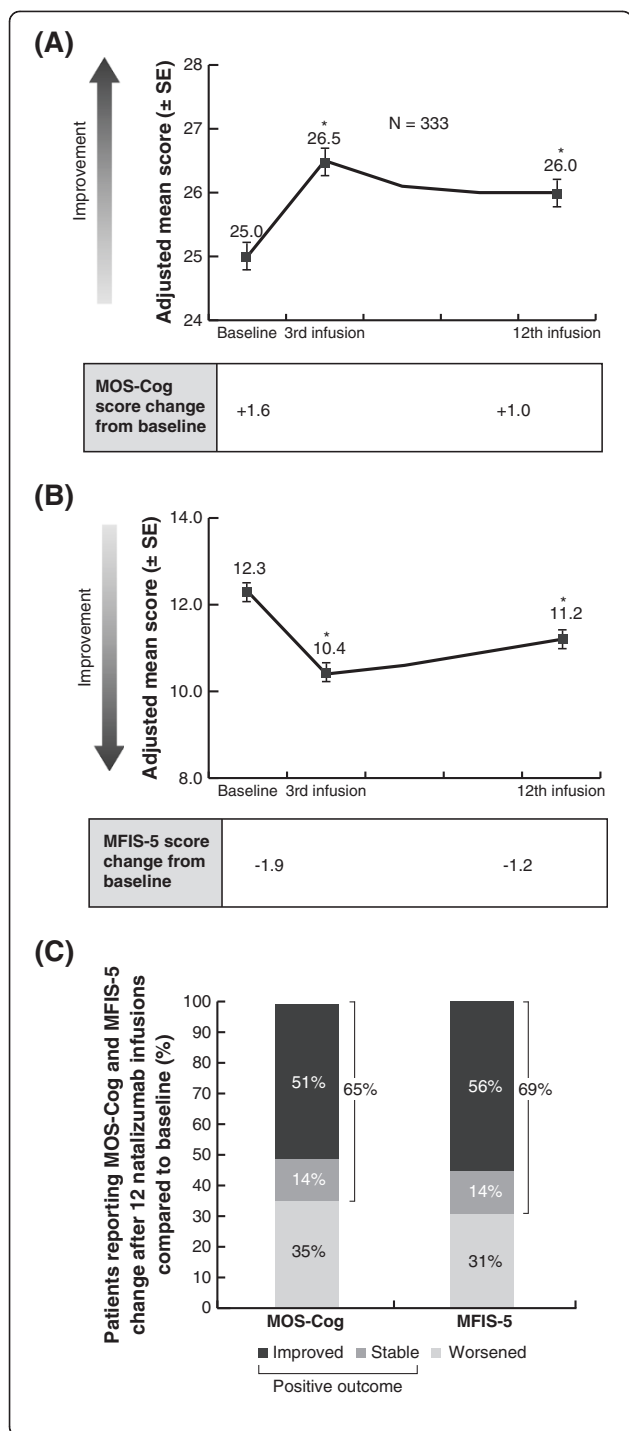 (A)
Improvement
Adjusted mean score (± SE)
28
27
26
25
24
25.0
*
26.5
N = 333
*
26.0
Baseline 3rd infusion 12th infusion
MOS-Cog
score change
from baseline
+1.6 +1.0
(B)
Improvement
Adjusted mean score (± SE)
14.0
12.0
10.0
8.0
12.3
*
10.4
*
11.2
Baseline 3rd infusion 12th infusion
MFIS-5 score
change from
baseline
-1.9 -1.2
(C)
Patients reporting MOS-Cog and MFIS-5
change after 12 natalizumab infusions
compared to baseline (%)
100
90
80
70
60
50
40
30
20
10
0
51%
14%
35%
65%
56%
14%
31%
69%
MOS-Cog MFIS-5
Improved Stable Worsened
Positive outcome